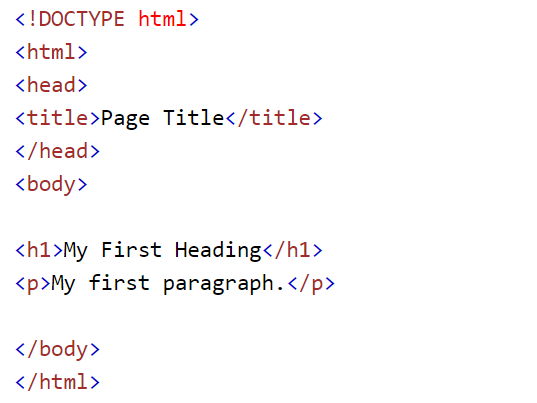 <!DOCTYPE html>
<html>
<head>
<title>Page Title</title>
</head>
<body>
<h1>My First Heading</h1>
<p>My first paragraph.</p>
</body>
</html>